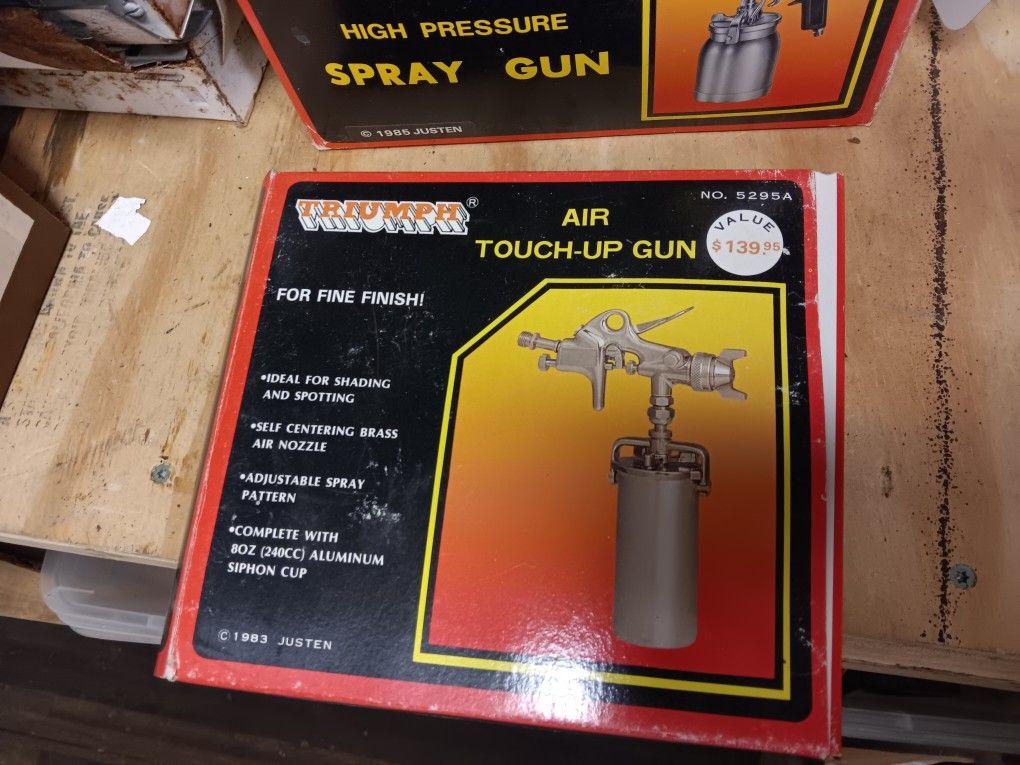 HIGH PRESSURE
SPRAY GUN
© 1985 JUSTEN
TRIUMPH®
NO. 5295A
AIR
TOUCH-UP GUN
VALUE
$139.95
FOR FINE FINISH!
•IDEAL FOR SHADING
AND SPOTTING
•SELF CENTERING BRASS
AIR NOZZLE
•ADJUSTABLE SPRAY
PATTERN
•COMPLETE WITH
8OZ (240CC) ALUMINUM
SIPHON CUP
© 1983 JUSTEN